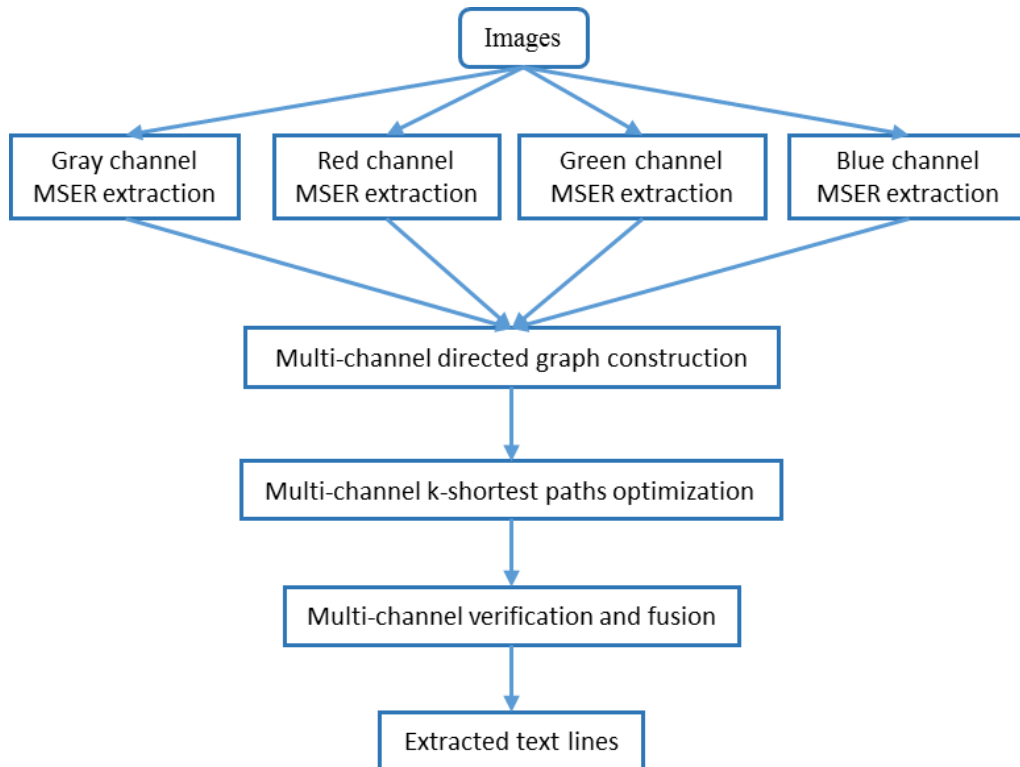 Images
Gray channel
MSER extraction
Red channel
MSER extraction
Green channel
MSER extraction
Blue channel
MSER extraction
Multi-channel directed graph construction
Multi-channel k-shortest paths optimization
Multi-channel verification and fusion
Extracted text lines